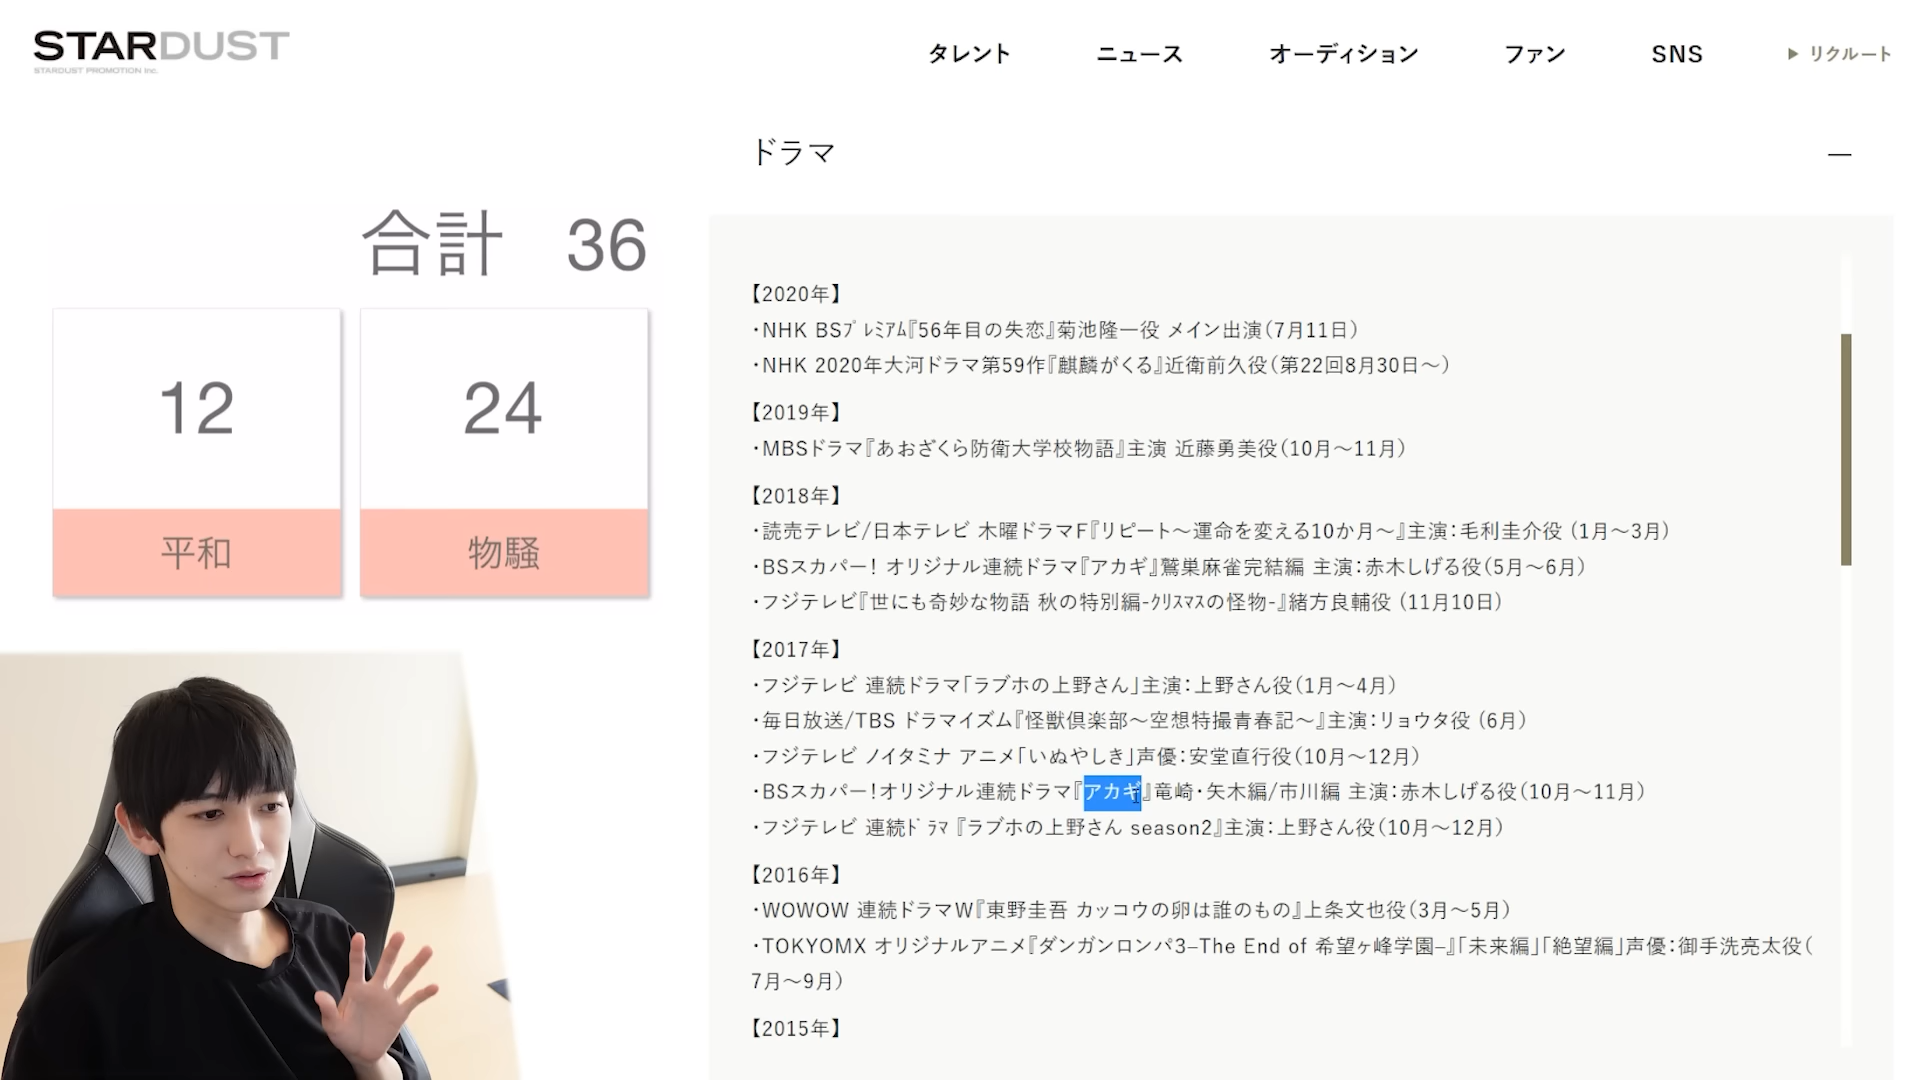 STARDUST
STARDUST PROMOTION Inc.
タレント
ニュース
オーディション
ファン
SNS
リクルート
ドラマ
合計 36
12
24
平和
物騒
【2020年】
・NHK BSﾌﾟﾚﾐｱﾑ『56年目の失恋』菊池隆一役 メイン出演(7月11日)
・NHK 2020年大河ドラマ第59作『麒麟がくる』近衛前久役(第22回8月30日～)
【2019年】
・MBSドラマ『あおざくら防衛大学校物語』主演 近藤勇美役(10月～11月)
【2018年】
・読売テレビ/日本テレビ 木曜ドラマF『リピート～運命を変える10か月～』主演：毛利圭介役 (1月～3月)
・BSスカパー！ オリジナル連続ドラマ『アカギ』鷲巣麻雀完結編 主演：赤木しげる役(5月～6月)
・フジテレビ『世にも奇妙な物語 秋の特別編-ｸﾘｽﾏｽの怪物-』緒方良輔役 (11月10日)
【2017年】
・フジテレビ 連続ドラマ「ラブホの上野さん」主演：上野さん役(1月～4月)
・毎日放送/TBS ドラマイズム『怪獣倶楽部～空想特撮青春記～』主演：リョウタ役 (6月)
・フジテレビ ノイタミナ アニメ「いぬやしき」声優：安堂直行役(10月～12月)
・BSスカパー！オリジナル連続ドラマ『アカギ』竜崎・矢木編/市川編 主演：赤木しげる役(10月～11月)
・フジテレビ 連続ﾄﾞﾗﾏ『ラブホの上野さん season2』主演：上野さん役(10月～12月)
【2016年】
・WOWOW 連続ドラマW『東野圭吾 カッコウの卵は誰のもの』上条文也役(3月～5月)
・TOKYOMX オリジナルアニメ『ダンガンロンパ3–The End of 希望ヶ峰学園–』「未来編」「絶望編」声優：御手洗亮太役(
7月～9月)
【2015年】